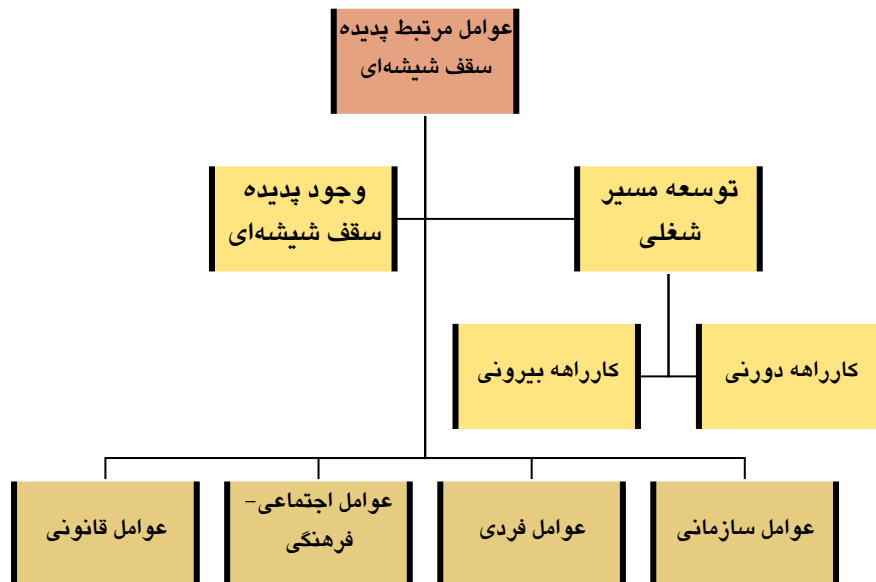 عوامل مرتبط پدیده
سقف شیشه‌ای
توسعه مسیر
شغلی
وجود پدیده
سقف شیشه‌ای
کارراهه دورنی
کارراهه بیرونی
عوامل سازمانی
عوامل فردی
عوامل اجتماعی-
فرهنگی
عوامل قانونی